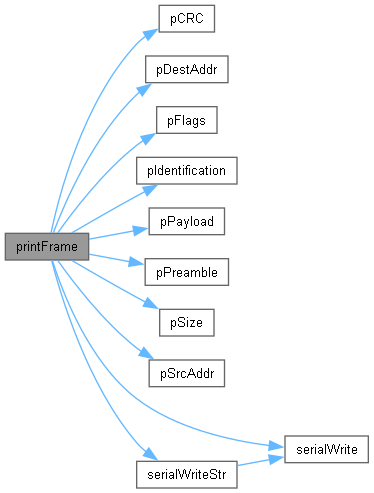 pCRC
pDestAddr
pFlags
pIdentification
pPayload
printFrame
pPreamble
pSize
pSrcAddr
serialWrite
serialWriteStr